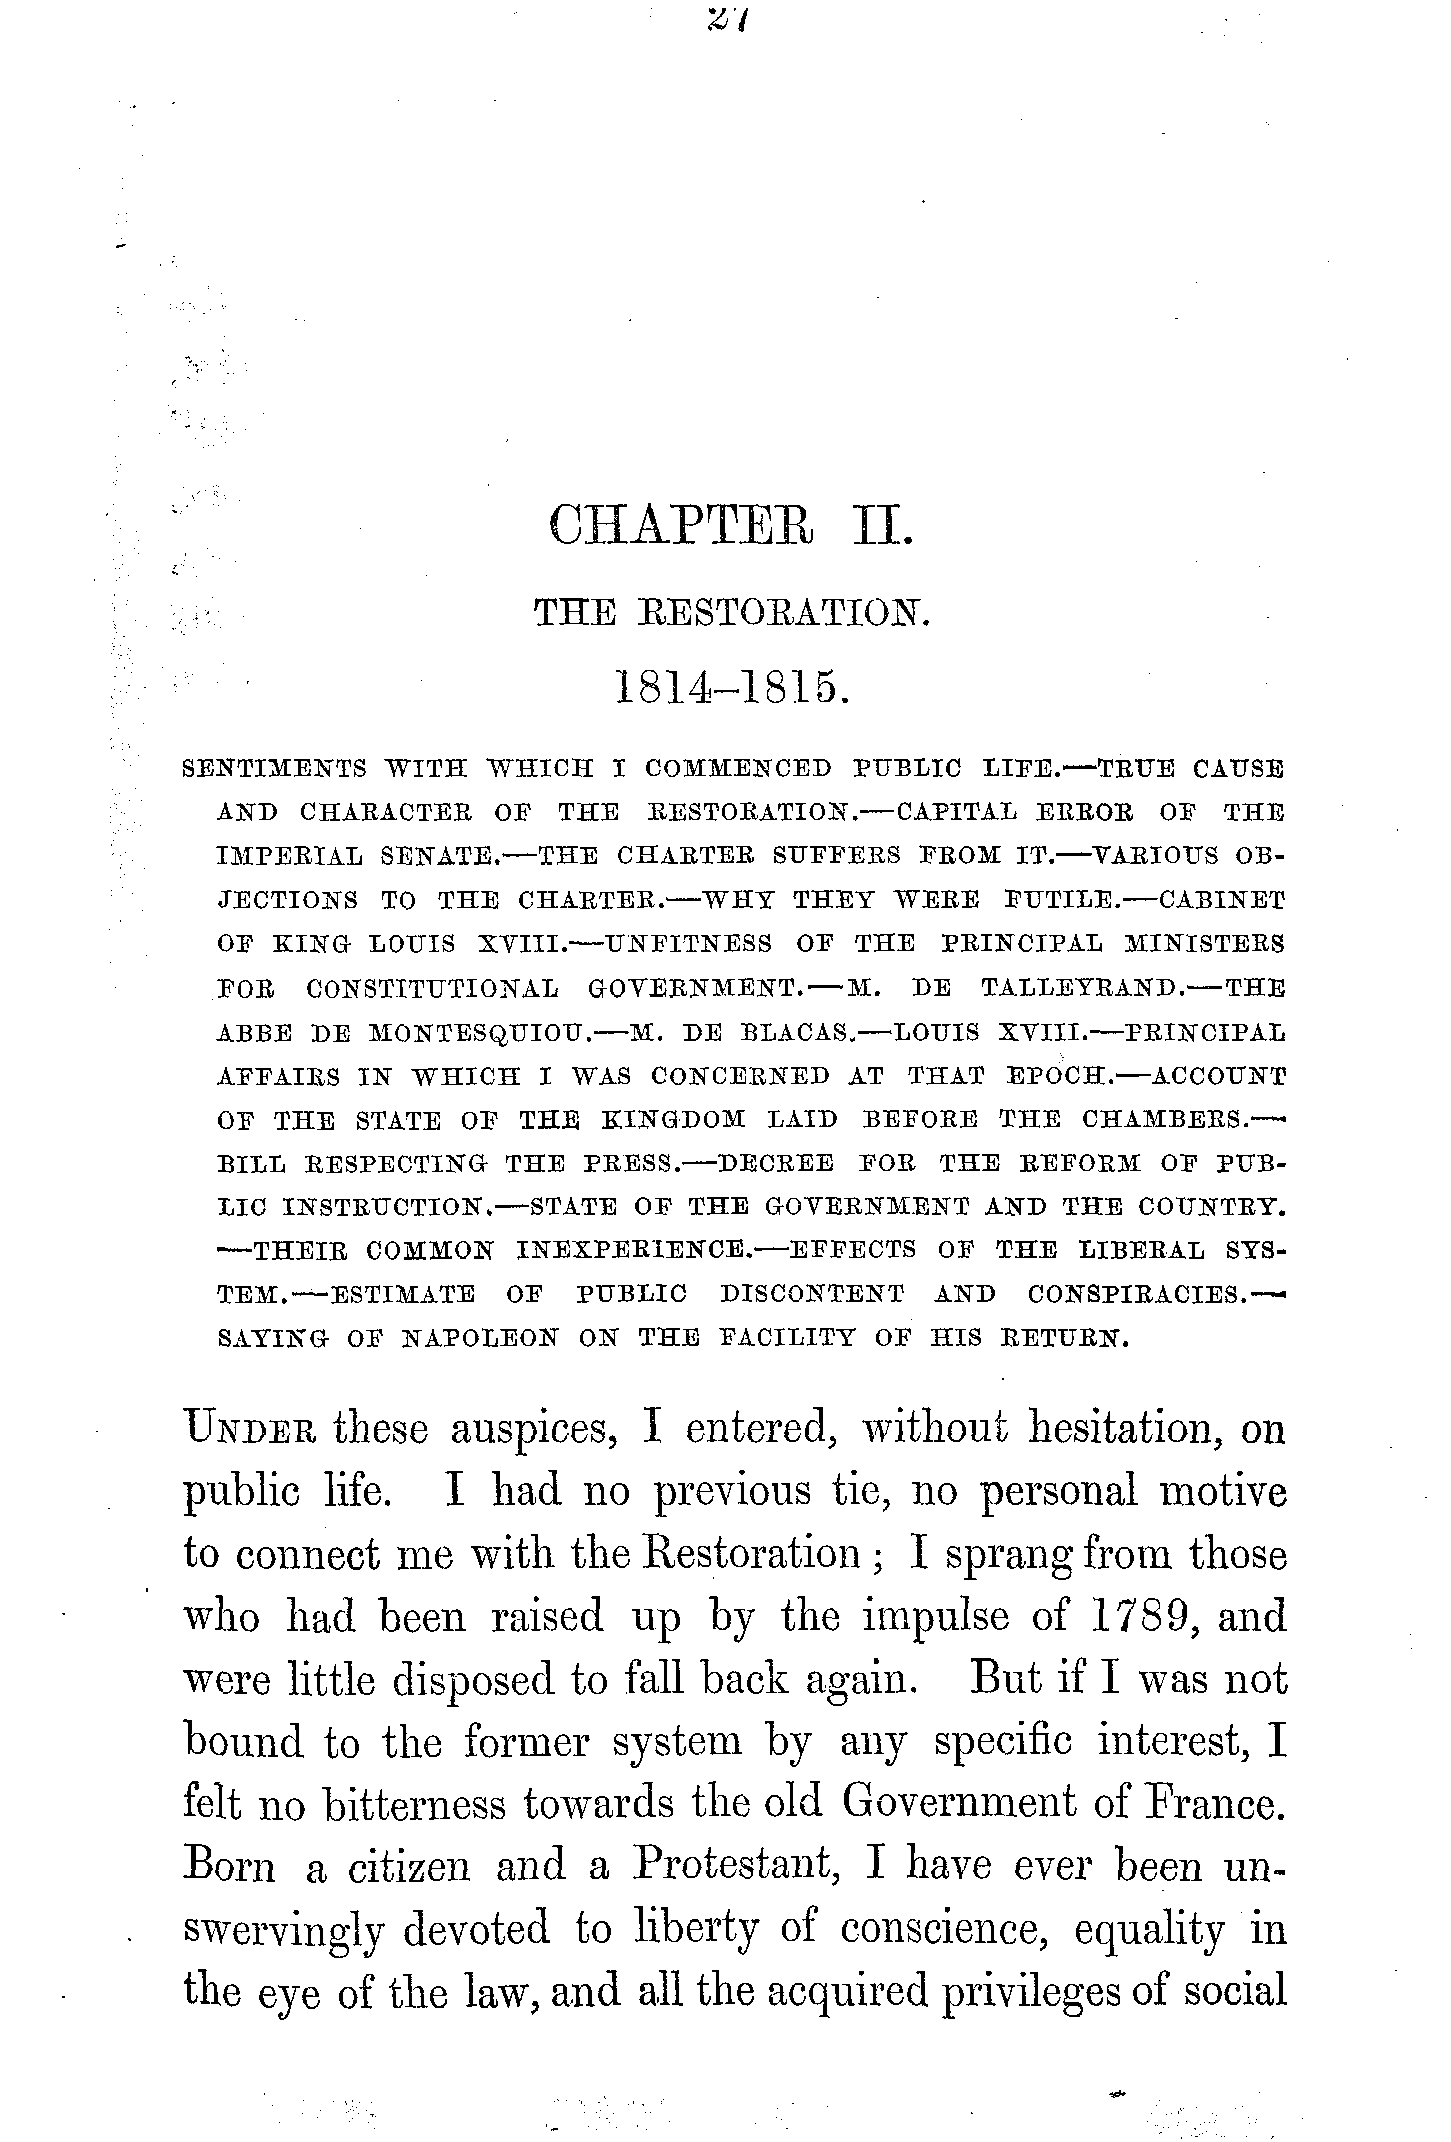 27
CHAPTER II.
THE RESTORATION.
1814–1815.
SENTIMENTS WITH WHICH I COMMENCED PUBLIC LIFE.—TRUE CAUSE
AND CHARACTER OF THE RESTORATION.—CAPITAL ERROR OF THE
IMPERIAL SENATE.—THE CHARTER SUFFERS FROM IT.—VARIOUS OB-
JECTIONS TO THE CHARTER.—WHY THEY WERE FUTILE.—CABINET
OF KING LOUIS XVIII.—UNFITNESS OF THE PRINCIPAL MINISTERS
FOR CONSTITUTIONAL GOVERNMENT.—M. DE TALLEYRAND.—THE
ABBE DE MONTESQUIOU.—M. DE BLACAS.—LOUIS XVIII.—PRINCIPAL
AFFAIRS IN WHICH I WAS CONCERNED AT THAT EPOCH.—ACCOUNT
OF THE STATE OF THE KINGDOM LAID BEFORE THE CHAMBERS.—
BILL RESPECTING THE PRESS.—DECREE FOR THE REFORM OF PUB-
LIC INSTRUCTION.—STATE OF THE GOVERNMENT AND THE COUNTRY.
—THEIR COMMON INEXPERIENCE.—EFFECTS OF THE LIBERAL SYS-
TEM.—ESTIMATE OF PUBLIC DISCONTENT AND CONSPIRACIES.—
SAYING OF NAPOLEON ON THE FACILITY OF HIS RETURN.
UNDER these auspices, I entered, without hesitation, on
public life. I had no previous tie, no personal motive
to connect me with the Restoration; I sprang from those
who had been raised up by the impulse of 1789, and
were little disposed to fall back again. But if I was not
bound to the former system by any specific interest, I
felt no bitterness towards the old Government of France.
Born a citizen and a Protestant, I have ever been un-
swervingly devoted to liberty of conscience, equality in
the eye of the law, and all the acquired privileges of social